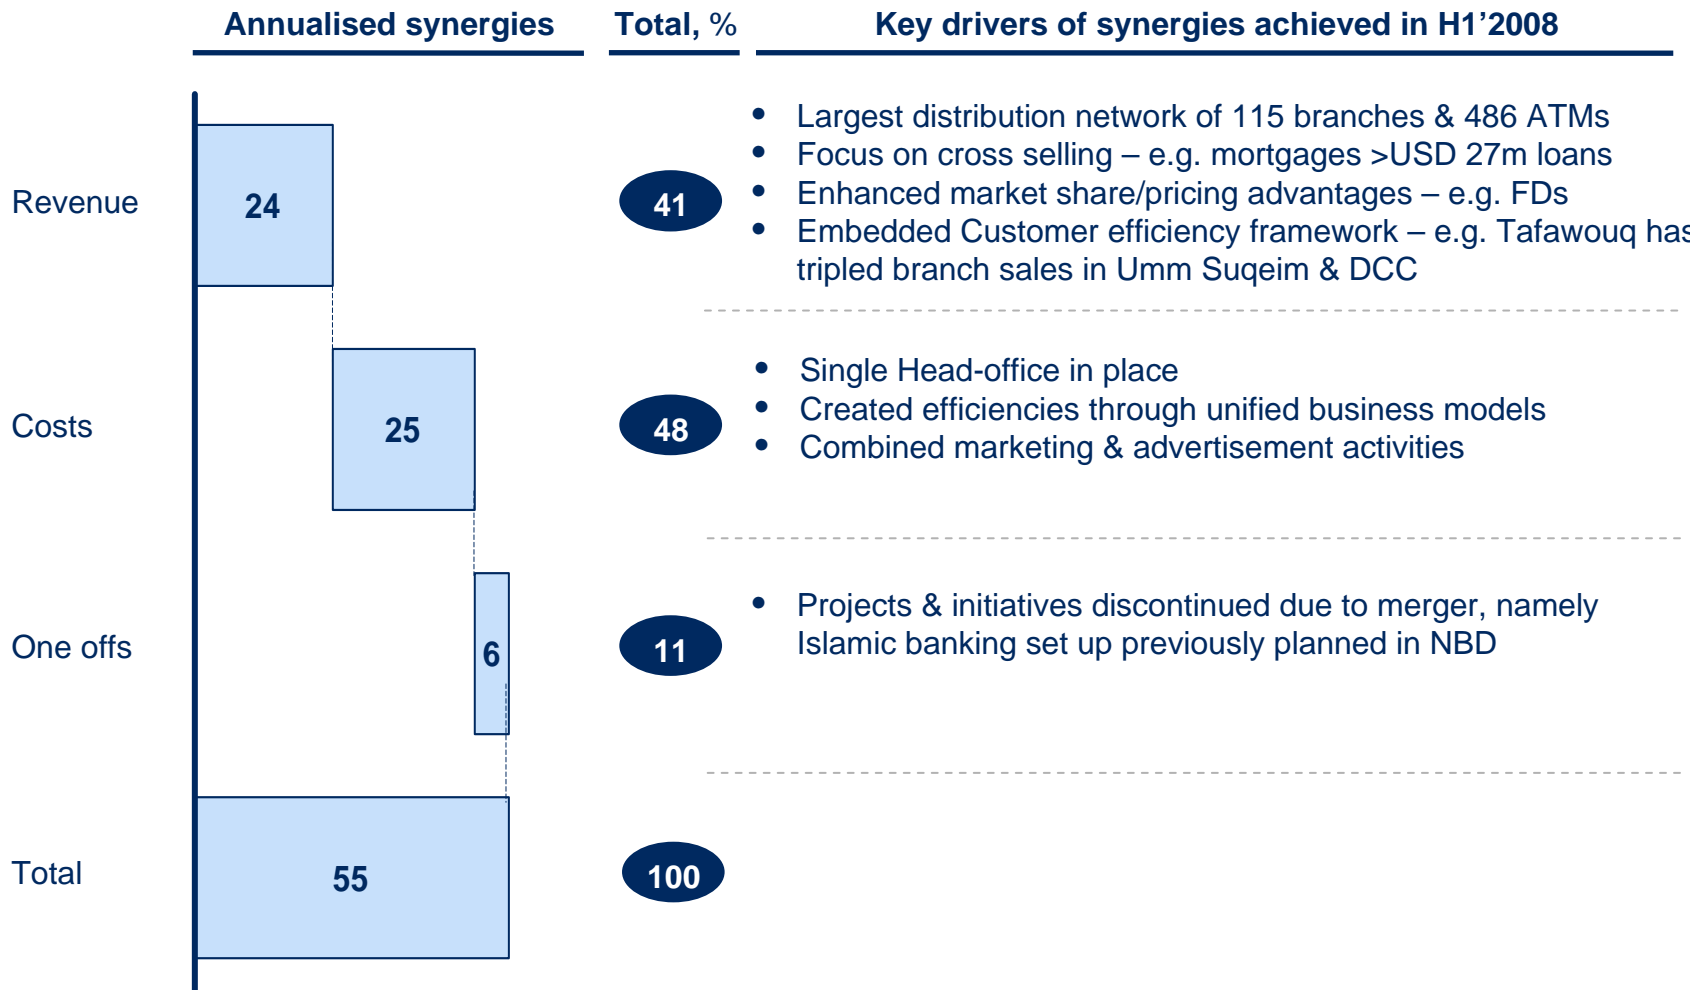 Annualised synergies
Total, %
Key drivers of synergies achieved in H1’2008
Revenue
24
41
• Largest distribution network of 115 branches & 486 ATMs
• Focus on cross selling – e.g. mortgages >USD 27m loans
• Enhanced market share/pricing advantages – e.g. FDs
• Embedded Customer efficiency framework – e.g. Tafawouq has
tripled branch sales in Umm Suqeim & DCC
Costs
25
48
• Single Head-office in place
• Created efficiencies through unified business models
• Combined marketing & advertisement activities
One offs
6
11
• Projects & initiatives discontinued due to merger, namely
Islamic banking set up previously planned in NBD
Total
55
100